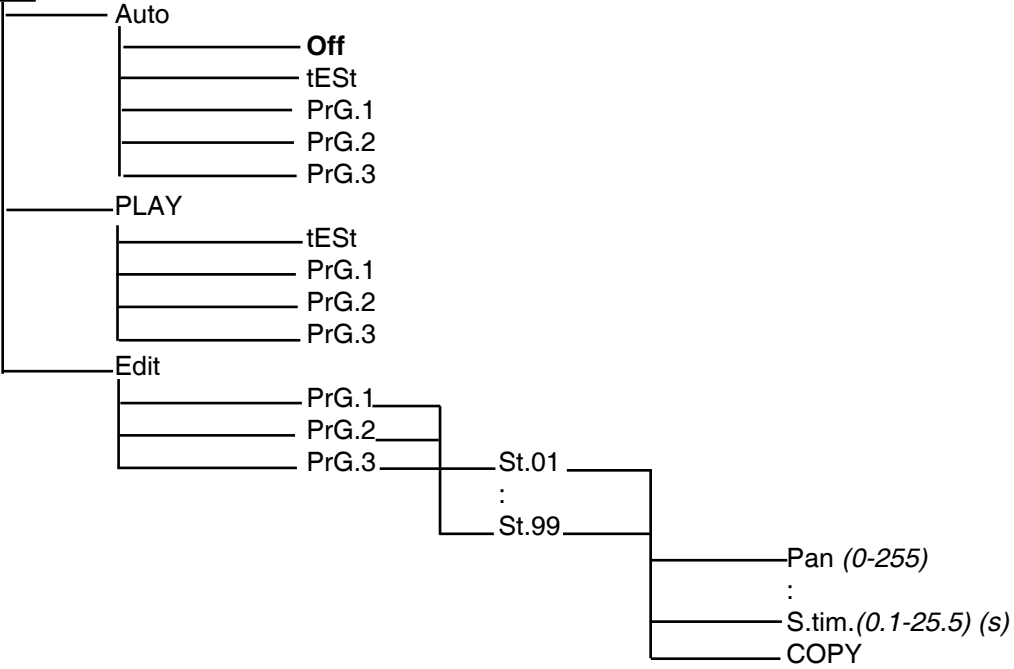 Auto
Off
tESt
PrG.1
PrG.2
PrG.3
PLAY
tESt
PrG.1
PrG.2
PrG.3
Edit
PrG.1
PrG.2
PrG.3
St.01
:
St.99
Pan (0-255)
:
S.tim.(0.1-25.5) (s)
COPY